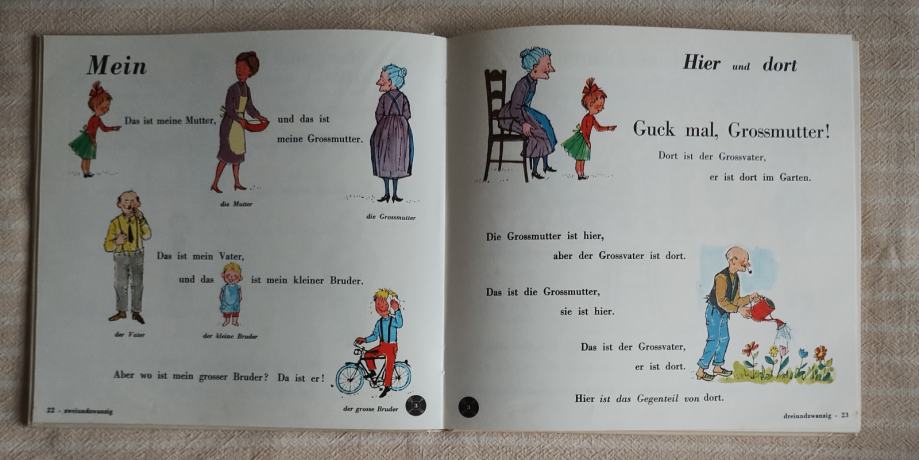 Mein
Das ist meine Mutter,
und das ist
meine Grossmutter.
die Mutter
die Grossmutter
Das ist mein Vater,
und das
ist mein kleiner Bruder.
der Vater
der kleine Bruder
Aber wo ist mein grosser Bruder? Da ist er!
der grosse Bruder
22 - zweiundzwanzig
3
Hier und dort
Guck mal, Grossmutter!
Dort ist der Grossvater,
er ist dort im Garten.
Die Grossmutter ist hier,
aber der Grossvater ist dort.
Das ist die Grossmutter,
sie ist hier.
Das ist der Grossvater,
er ist dort.
Hier ist das Gegenteil von dort.
3
dreiundzwanzig - 23